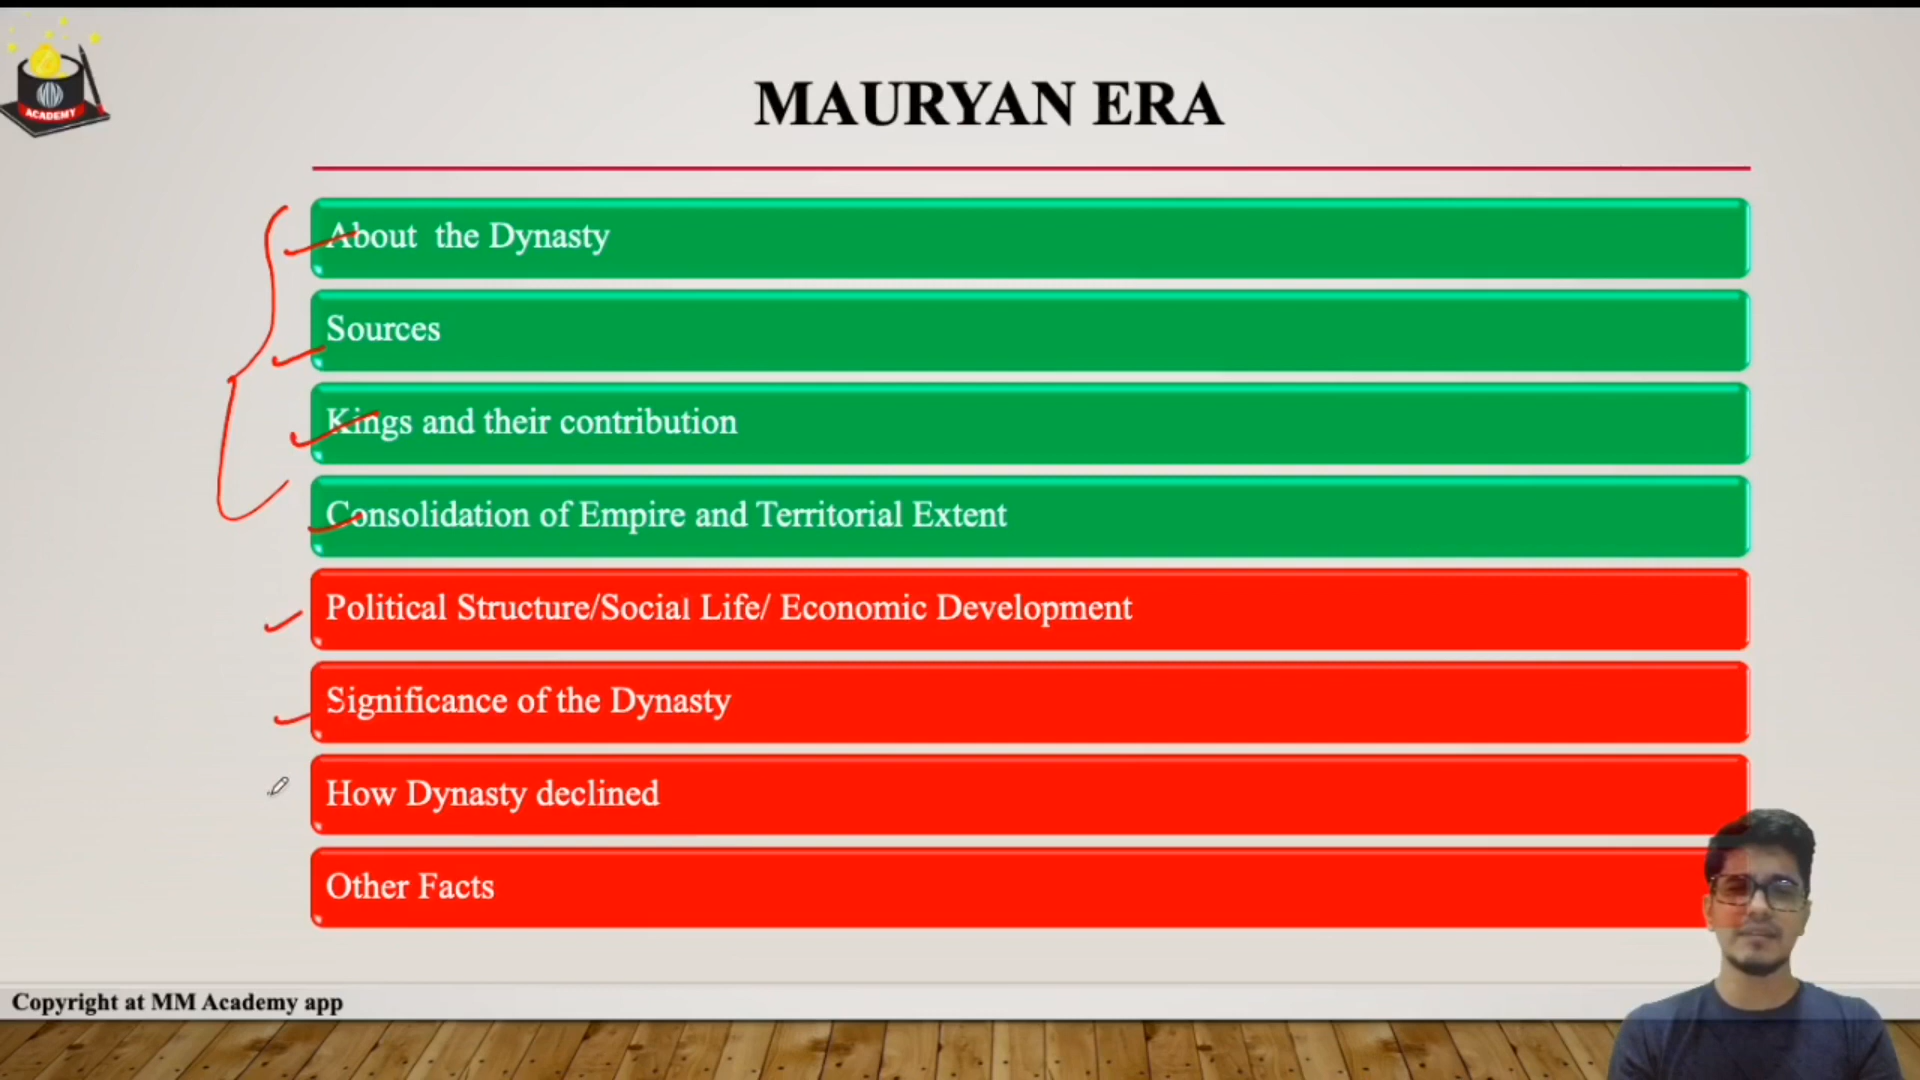 ACADEMY
MAURYAN ERA
About the Dynasty
Sources
Kings and their contribution
Consolidation of Empire and Territorial Extent
Political Structure/Social Life/ Economic Development
Significance of the Dynasty
How Dynasty declined
Other Facts
Copyright at MM Academy app